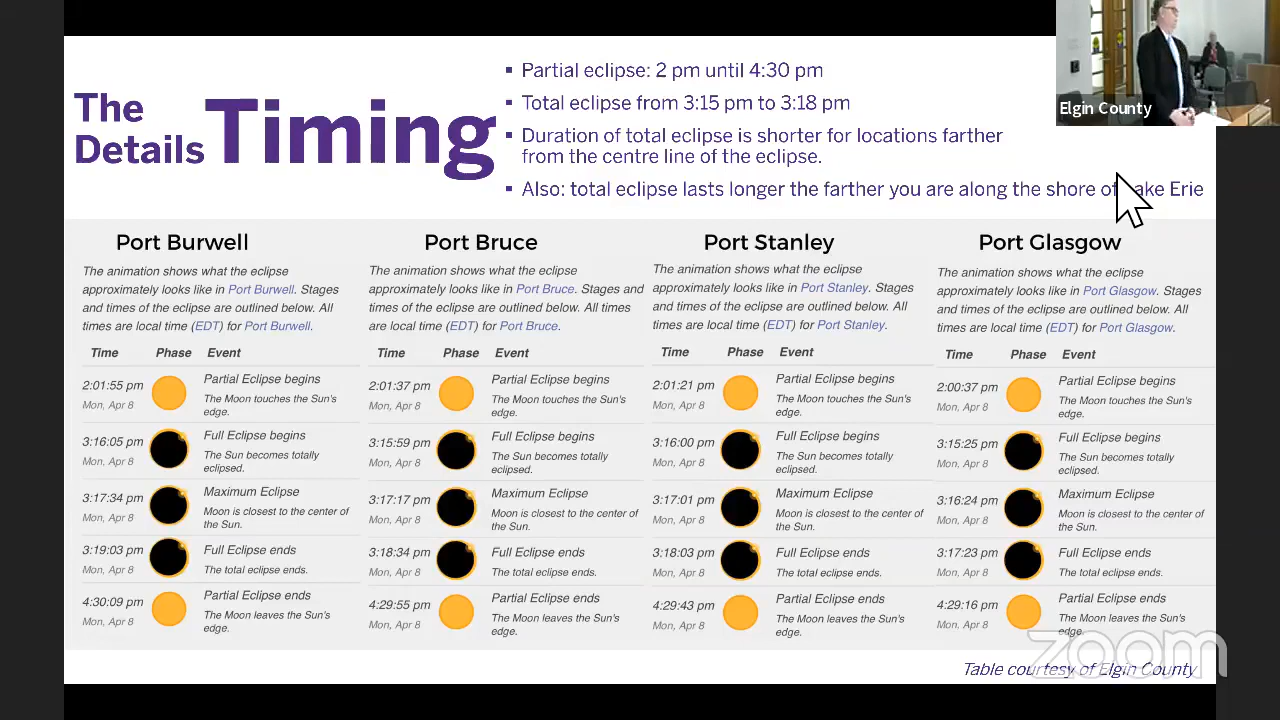 The
Details Timing
▪ Partial eclipse: 2 pm until 4:30 pm
▪ Total eclipse from 3:15 pm to 3:18 pm
▪ Duration of total eclipse is shorter for locations farther
from the centre line of the eclipse.
▪ Also: total eclipse lasts longer the farther you are along the shore of ake Erie
Elgin County
Port Burwell
The animation shows what the eclipse
approximately looks like in Port Burwell. Stages
and times of the eclipse are outlined below. All
times are local time (EDT) for Port Burwell.
Time Phase Event
2:01:55 pm Partial Eclipse begins
Mon, Apr 8 The Moon touches the Sun's
edge.
3:16:05 pm Full Eclipse begins
Mon, Apr 8 The Sun becomes totally
eclipsed.
3:17:34 pm Maximum Eclipse
Mon, Apr 8 Moon is closest to the center of
the Sun.
3:19:03 pm Full Eclipse ends
Mon, Apr 8 The total eclipse ends.
4:30:09 pm Partial Eclipse ends
Mon, Apr 8 The Moon leaves the Sun's
edge.
Port Bruce
The animation shows what the eclipse
approximately looks like in Port Bruce. Stages and
times of the eclipse are outlined below. All times
are local time (EDT) for Port Bruce.
Time Phase Event
2:01:37 pm Partial Eclipse begins
Mon, Apr 8 The Moon touches the Sun's
edge.
3:15:59 pm Full Eclipse begins
Mon, Apr 8 The Sun becomes totally
eclipsed.
3:17:17 pm Maximum Eclipse
Mon, Apr 8 Moon is closest to the center of
the Sun.
3:18:34 pm Full Eclipse ends
Mon, Apr 8 The total eclipse ends.
4:29:55 pm Partial Eclipse ends
Mon, Apr 8 The Moon leaves the Sun's
edge.
Port Stanley
The animation shows what the eclipse
approximately looks like in Port Stanley. Stages
and times of the eclipse are outlined below. All
times are local time (EDT) for Port Stanley.
Time Phase Event
2:01:21 pm Partial Eclipse begins
Mon, Apr 8 The Moon touches the Sun's
edge.
3:16:00 pm Full Eclipse begins
Mon, Apr 8 The Sun becomes totally
eclipsed.
3:17:01 pm Maximum Eclipse
Mon, Apr 8 Moon is closest to the center of
the Sun.
3:18:03 pm Full Eclipse ends
Mon, Apr 8 The total eclipse ends.
4:29:43 pm Partial Eclipse ends
Mon, Apr 8 The Moon leaves the Sun's
edge.
Port Glasgow
The animation shows what the eclipse
approximately looks like in Port Glasgow. Stages
and times of the eclipse are outlined below. All
times are local time (EDT) for Port Glasgow.
Time Phase Event
2:00:37 pm Partial Eclipse begins
Mon, Apr 8 The Moon touches the Sun's
edge.
3:15:25 pm Full Eclipse begins
Mon, Apr 8 The Sun becomes totally
eclipsed.
3:16:24 pm Maximum Eclipse
Mon, Apr 8 Moon is closest to the center of
the Sun.
3:17:23 pm Full Eclipse ends
Mon, Apr 8 The total eclipse ends.
4:29:16 pm Partial Eclipse ends
Mon, Apr 8 The Moon leaves the Sun's
edge.
zoom
Table courtesy of Elgin County